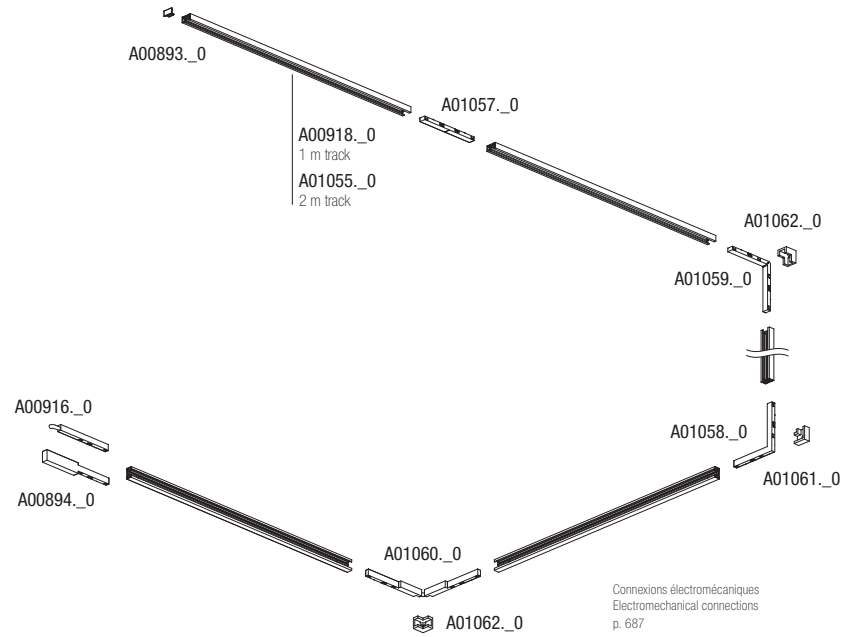 A00893._0
A01057._0
A00918._0
1 m track
A01055._0
2 m track
A01062._0
A01059._0
A00916._0
A01058._0
A00894._0
A01061._0
A01060._0
A01062._0
Connexions électromécaniques
Electromechanical connections
p. 687